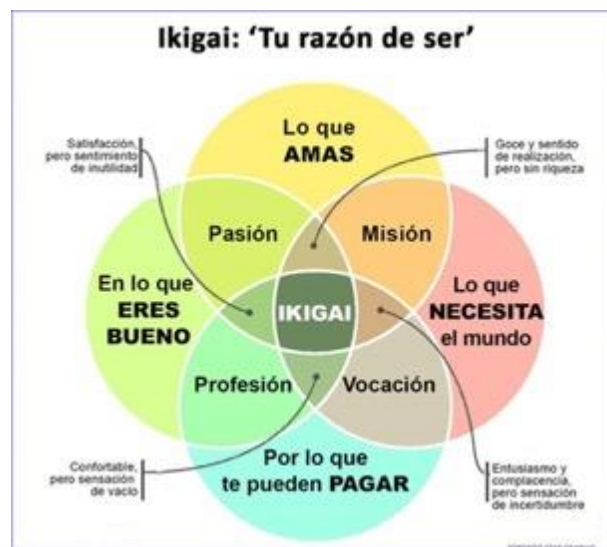 Ikigai: ‘Tu razón de ser’
Lo que
AMAS
Satisfacción,
pero sentimiento
de inutilidad
Goce y sentido
de realización,
pero sin riqueza
Pasión
Misión
En lo que
ERES
BUENO
IKIGAI
Lo que
NECESITA
el mundo
Profesión
Vocación
Por lo que
te pueden PAGAR
Confortable,
pero sensación
de vacío
Entusiasmo y
complacencia,
pero sensación
de incertidumbre